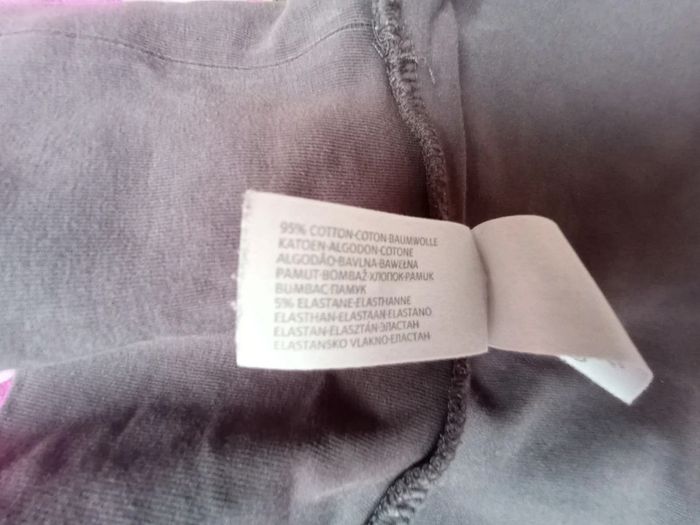 95% COTTON-COTON-BAUMWOLLE
KATOEN-ALGODON-COTONE
ALGODÃO-BAVLNA-BAWEŁNA
PAMUT-BOMBAŽ-ХЛОПОК-PAMUK
BUMBAC-ПАМУК
5% ELASTANE-ELASTHANNE
ELASTHAN-ELASTAAN-ELASTANO
ELASTAN-ELASZTÁN-ЭЛАСТАН
ELASTANSKO VLAKNO-ЕЛАСТАН